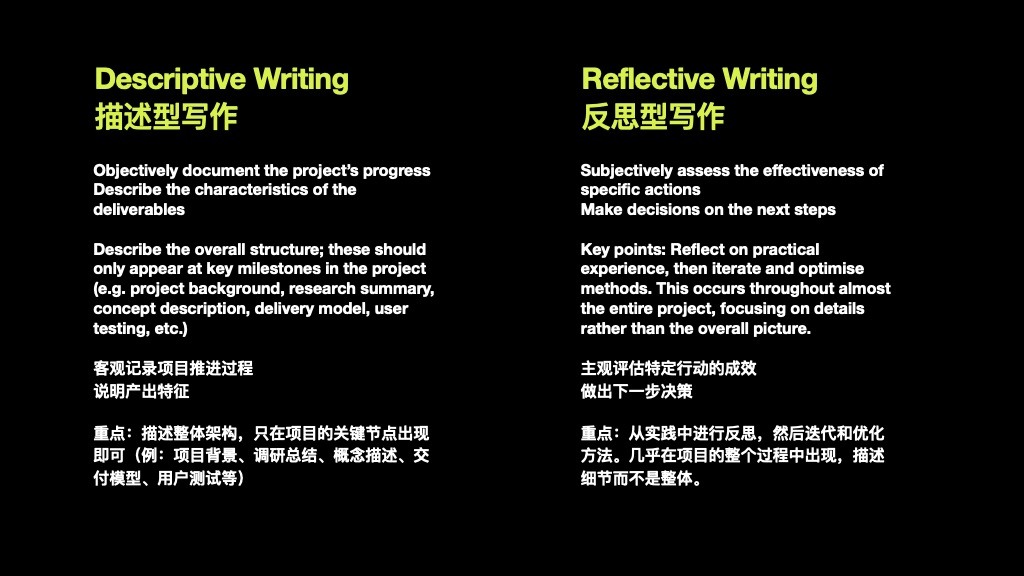 Descriptive Writing
描述型写作
Objectively document the project's progress
Describe the characteristics of the
deliverables
Describe the overall structure; these should
only appear at key milestones in the project
(e.g. project background, research summary,
concept description, delivery model, user
testing, etc.)
客观记录项目推进过程
说明产出特征
重点：描述整体架构，只在项目的关键节点出现
即可（例：项目背景、调研总结、概念描述、交
付模型、用户测试等）
Reflective Writing
反思型写作
Subjectively assess the effectiveness of
specific actions
Make decisions on the next steps
Key points: Reflect on practical
experience, then iterate and optimise
methods. This occurs throughout almost
the entire project, focusing on details
rather than the overall picture.
主观评估特定行动的成效
做出下一步决策
重点：从实践中进行反思，然后迭代和优化
方法。几乎在项目的整个过程中出现，描述
细节而不是整体。